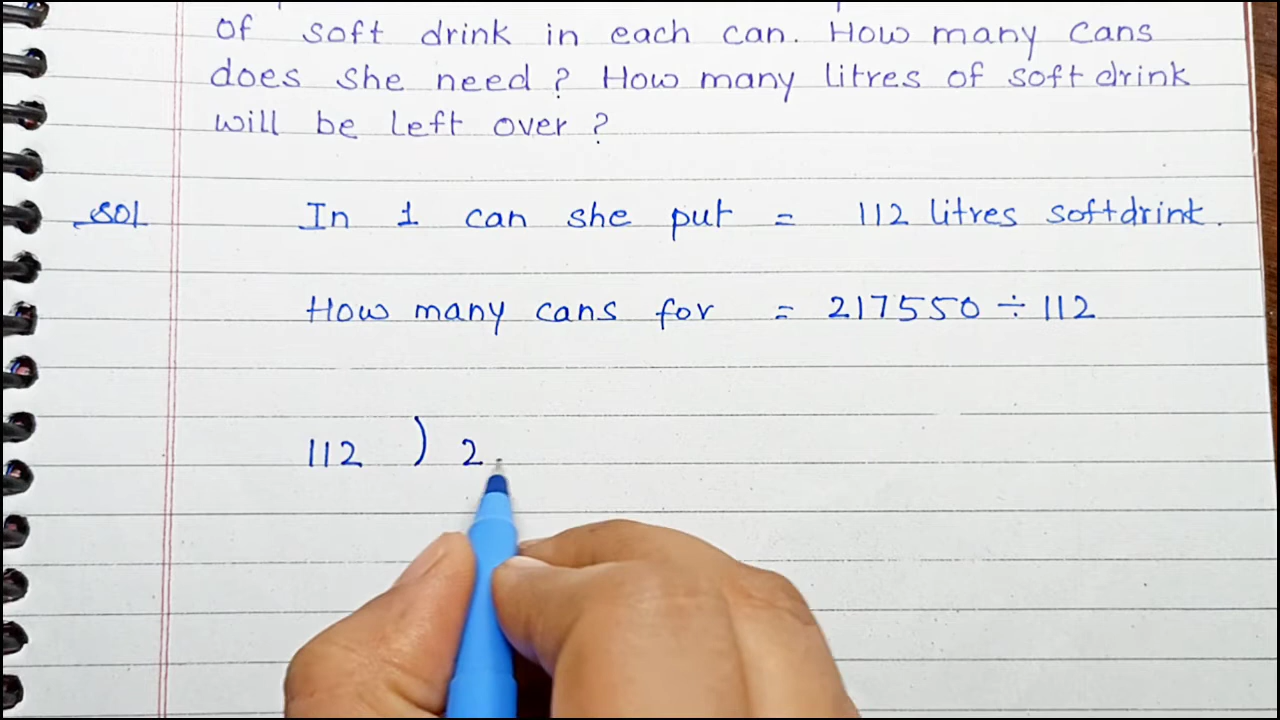 of soft drink in each can. How many cans
does she need? How many litres of soft drink
will be left over?
Sol In 1 can she put = 112 litres softdrink.
How many cans for = 217550 ÷ 112
112 ) 2